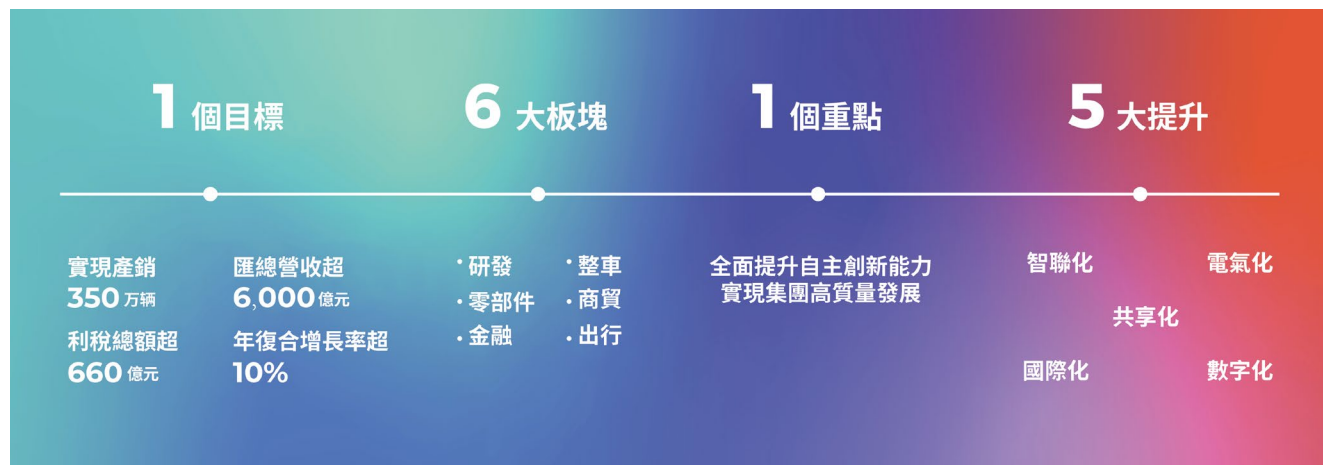 1 個目標
6 大板塊
1 個重點
5 大提升
實現產銷
350 万辆
利稅總額超
660 億元
匯總營收超
6,000 億元
年復合增長率超
10%
· 研發
· 零部件
· 金融
· 整車
· 商貿
· 出行
全面提升自主創新能力
實現集團高質量發展
智聯化
電氣化
共享化
國際化
數字化